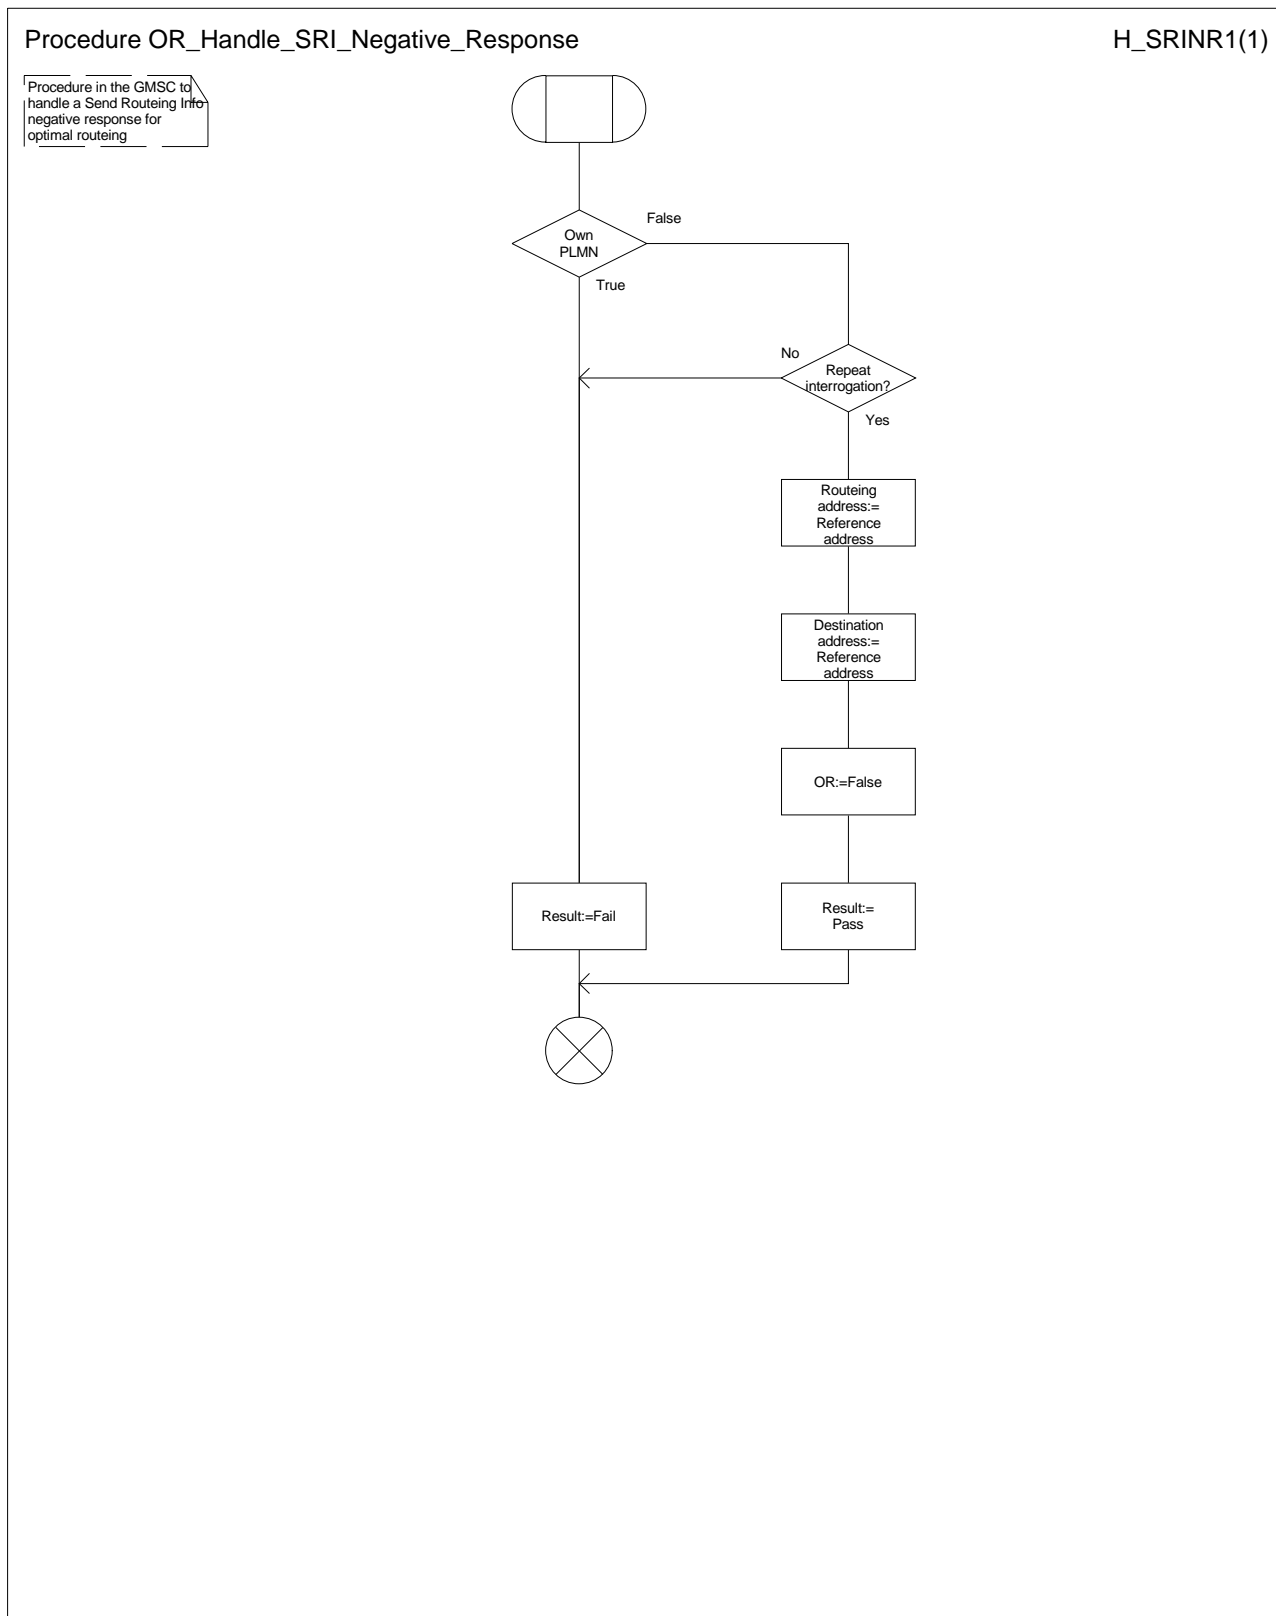 Procedure OR_Handle_SRI_Negative_Response
H_SRINR1(1)
Procedure in the GMSC to
handle a Send Routeing Info
negative response for
optimal routeing
False
Own
PLMN
True
No
Repeat
interrogation?
Yes
Routeing
address:=
Reference
address
Destination
address:=
Reference
address
OR:=False
Result:=Fail
Result:=
Pass